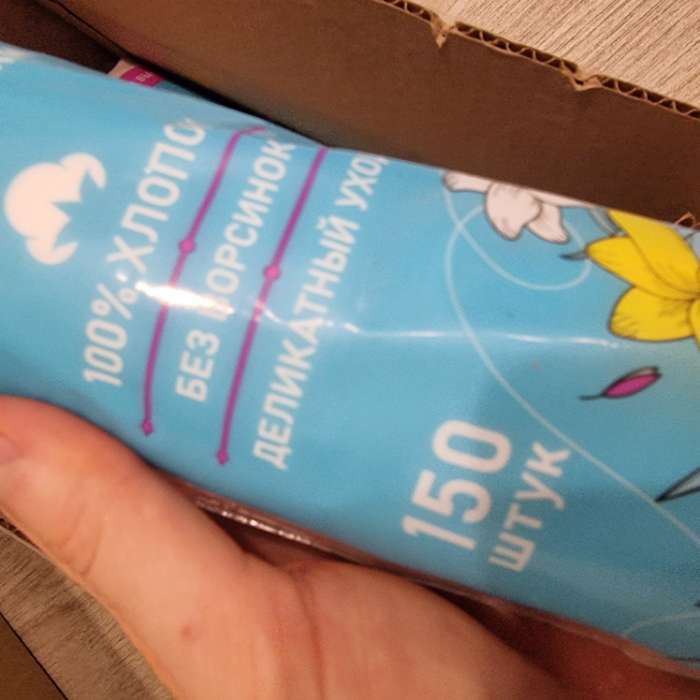 100% ХЛОПО
БЕЗ ВОРСИНОК
ДЕЛИКАТНЫЙ УХО
150
ШТУК